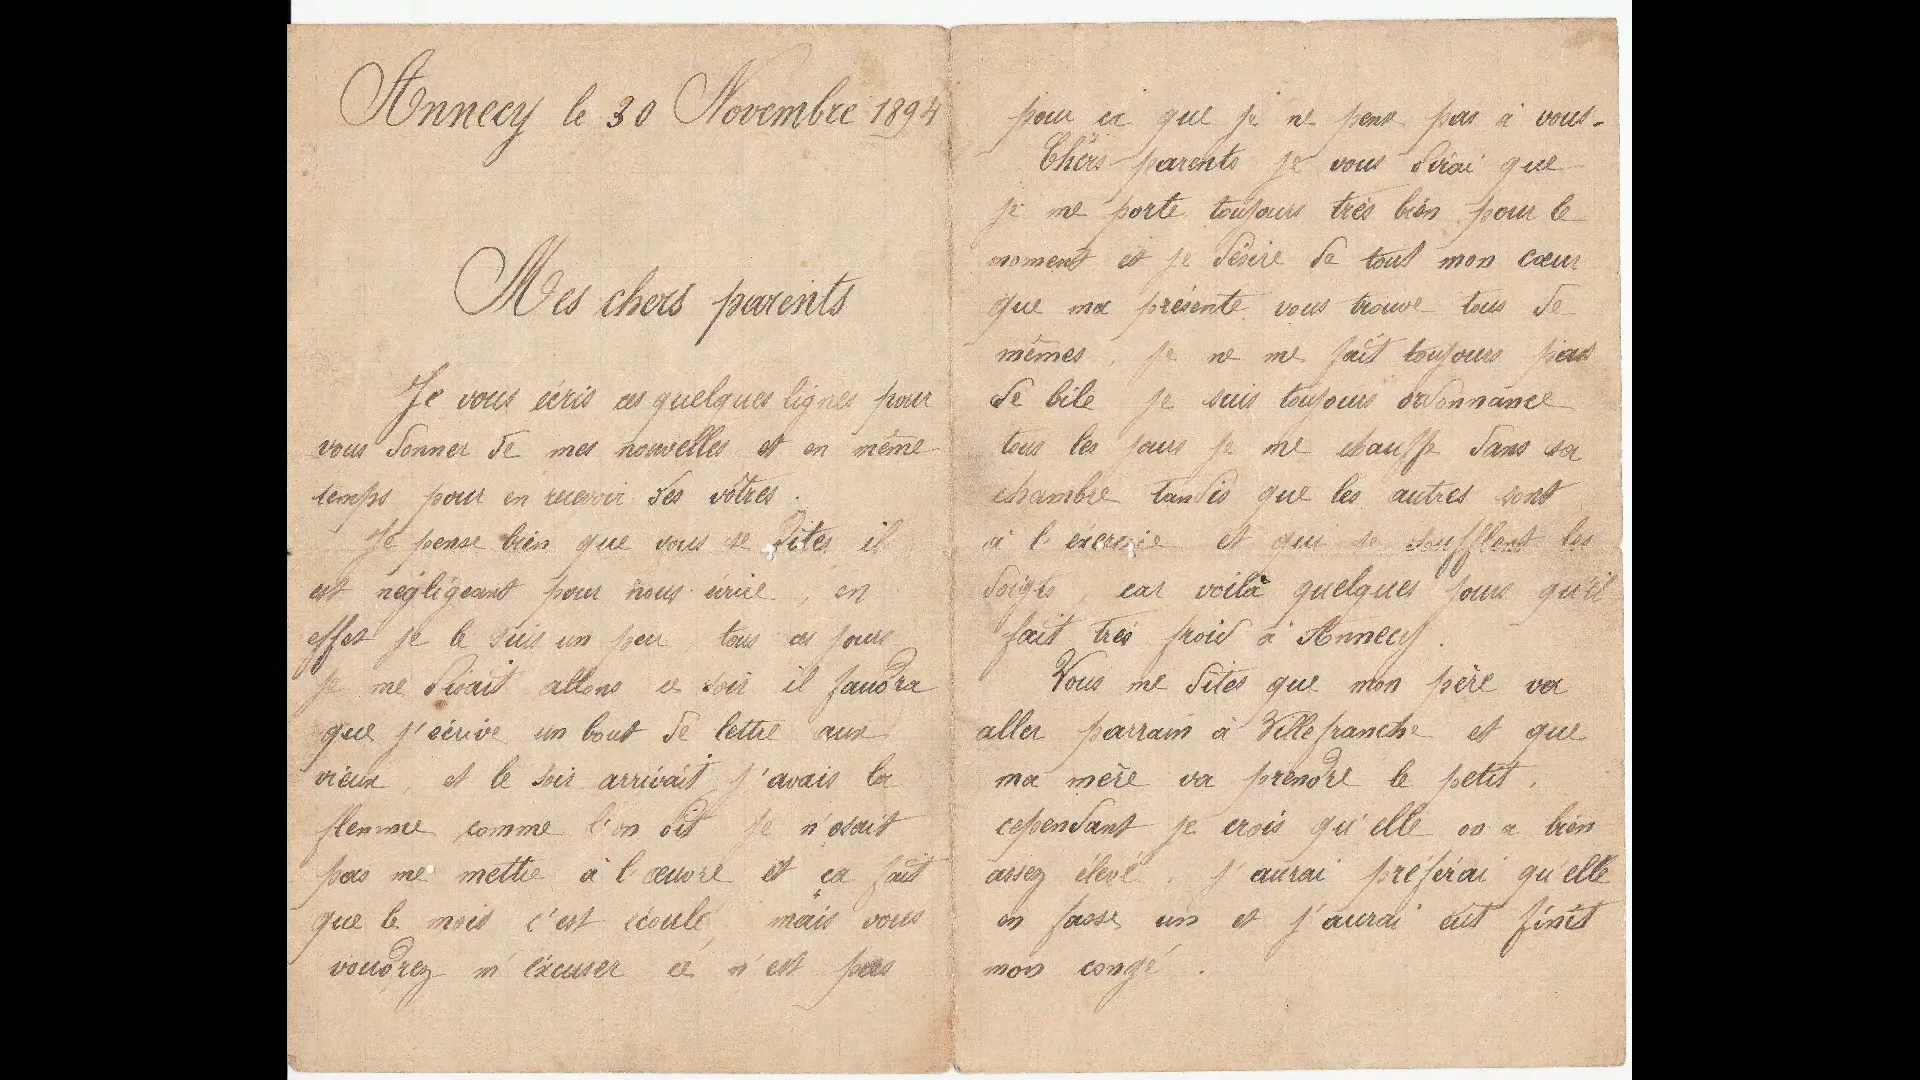 Annecy le 30 Novembre 1894
Mes chers parents
Je vous écris ces quelques lignes pour
vous donner de mes nouvelles et en même
temps pour en recevoir des vôtres.
Je pense bien que vous se dites il
est négligeant pour nous écrire, en
effet je le suis un peu tous ces jours
je me disait allons ce soir il faudra
que j'écrive un bout de lettre aux
vieux, et le soir arrivait j'avais la
flemme comme l'on dit je n'osait
pas me mettre à l'œuvre et ça fait
que le mois c'est écoulé, mais vous
voudrez m'éxcuser ce n'est pas
pour ci que je ne pens pas à vous.
Chers parents je vous dirai que
je me porte toujours très bien pour le
moment et je désire de tout mon cœur
que ma présente vous trouve tous de
mêmes, je ne me fait toujours pas
de bile je suis toujours ordonnance
tous les jours je me chauffe dans sa
chambre tandis que les autres sont
à l'éxercice et qui se soufflent les
doigts, car voilà quelques jours qu'il
fait très froid à Annecy.
Vous me dites que mon père va
aller parrain à Villefranche et que
ma mère va prendre le petit,
cependant je crois qu'elle en a bien
assez élevé. j'aurai préférai qu'elle
en fasse un et j'aurai eut finit
mon congé.